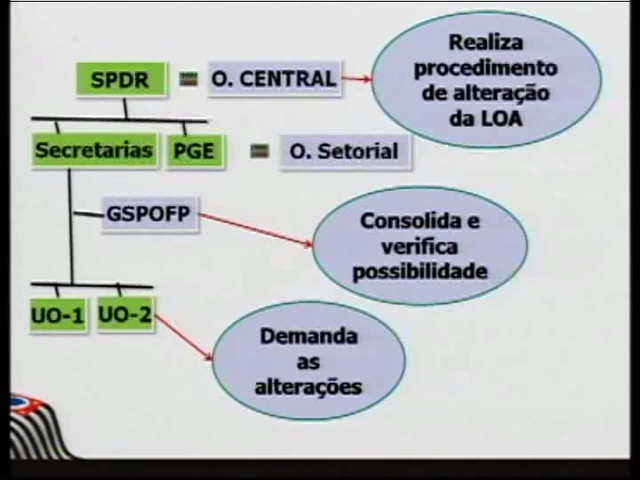 SPDR
O. CENTRAL
Realiza
procedimento
de alteração
da LOA
Secretarias
PGE
O. Setorial
GSPOFP
Consolida e
verifica
possibilidade
UO-1
UO-2
Demanda
as
alterações